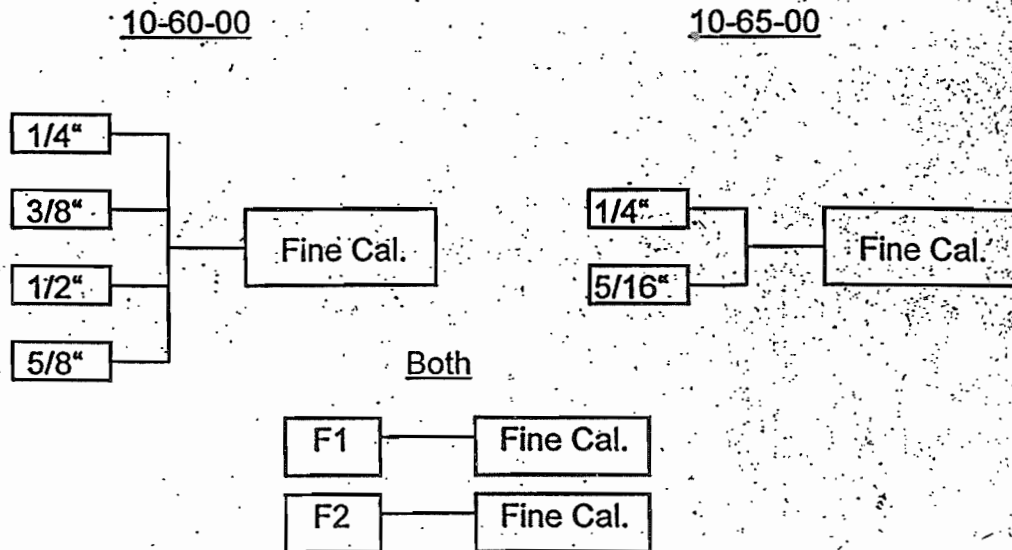 10-60-00
1/4“
3/8“
1/2“
5/8“
Fine Cal.
10-65-00
1/4“
5/16“
Fine Cal.
Both
F1
Fine Cal.
F2
Fine Cal.